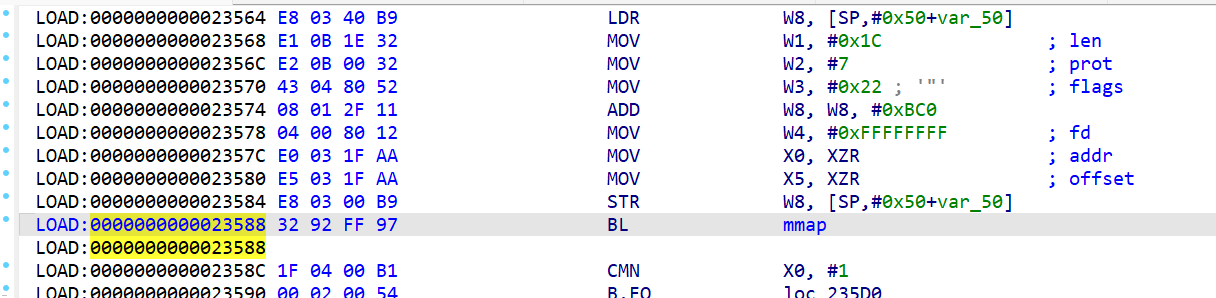 LOAD:0000000000023564 E8 03 40 B9 LDR W8, [SP,#0x50+var_50]
LOAD:0000000000023568 E1 0B 1E 32 MOV W1, #0x1C ; len
LOAD:000000000002356C E2 0B 00 32 MOV W2, #7 ; prot
LOAD:0000000000023570 43 04 80 52 MOV W3, #0x22 ; '"' ; flags
LOAD:0000000000023574 08 01 2F 11 ADD W8, W8, #0xBC0
LOAD:0000000000023578 04 00 80 12 MOV W4, #0xFFFFFFFF ; fd
LOAD:000000000002357C E0 03 1F AA MOV X0, XZR ; addr
LOAD:0000000000023580 E5 03 1F AA MOV X5, XZR ; offset
LOAD:0000000000023584 E8 03 00 B9 STR W8, [SP,#0x50+var_50]
LOAD:0000000000023588 32 92 FF 97 BL mmap
LOAD:0000000000023588
LOAD:000000000002358C 1F 04 00 B1 CMN X0, #1
LOAD:0000000000023590 00 02 00 54 B.EQ loc_235D0